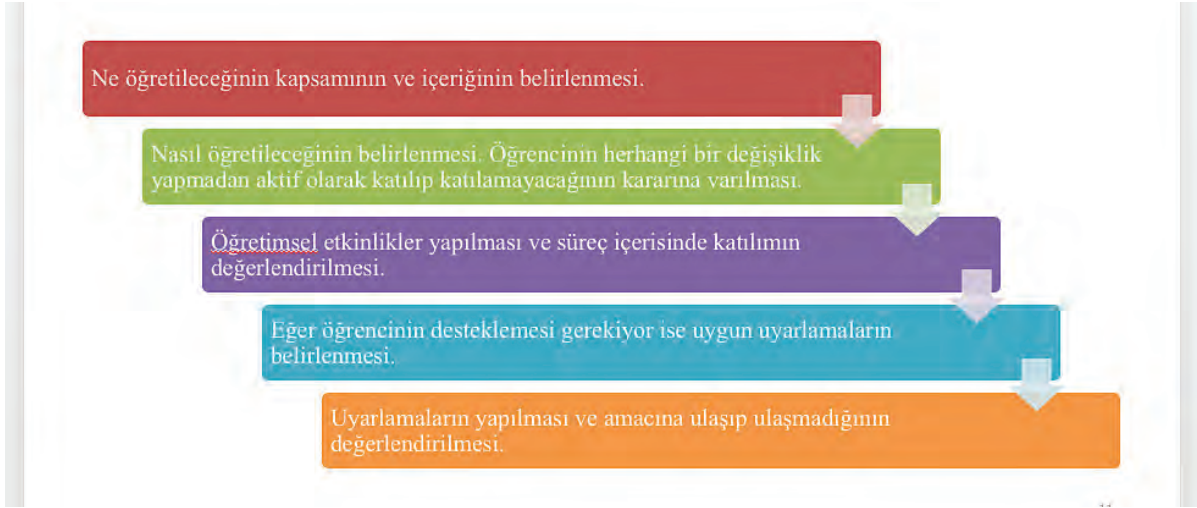 Ne öğretileceğinin kapsamının ve içeriğinin belirlenmesi.
Nasıl öğretileceğinin belirlenmesi. Öğrencinin herhangi bir değişiklik
yapmadan aktif olarak katılıp katılamayacağının kararına varılması.
Öğretimsel etkinlikler yapılması ve süreç içerisinde katılımın
değerlendirilmesi.
Eğer öğrencinin desteklemesi gerekiyor ise uygun uyarlamaların
belirlenmesi.
Uyarlamaların yapılması ve amacına ulaşıp ulaşmadığının
değerlendirilmesi.